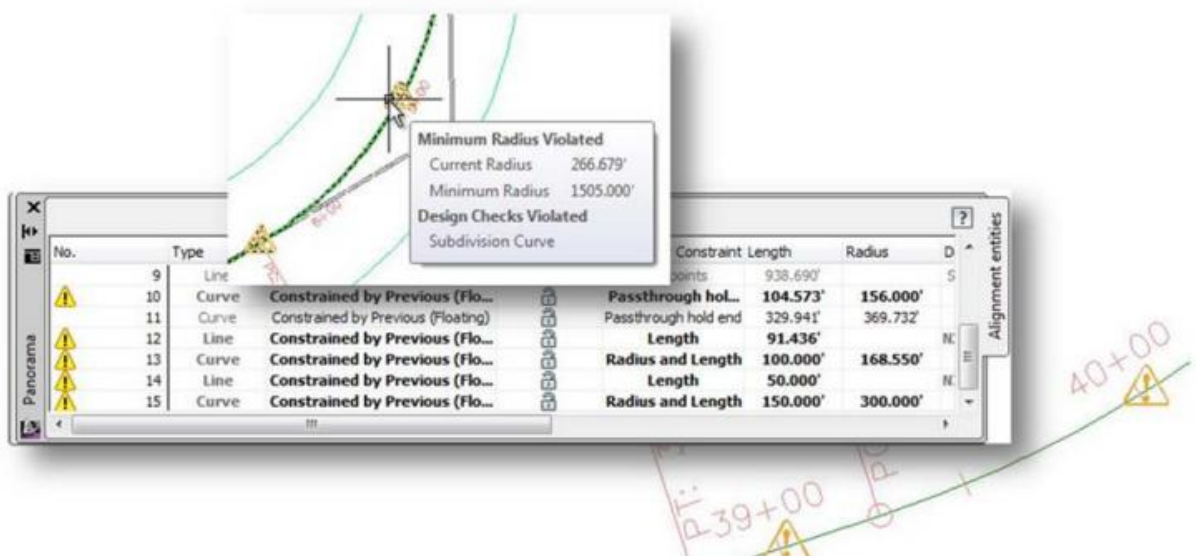 Minimum Radius Violated
Current Radius 266.679'
Minimum Radius 1505.000'
Design Checks Violated
Subdivision Curve
6+00
No. Type Constraint Length Radius D
9 Line points 938.690' S
10 Curve Constrained by Previous (Flo... Passthrough hol... 104.573' 156.000'
11 Curve Constrained by Previous (Floating) Passthrough hold end 329.941' 369.732'
12 Line Constrained by Previous (Flo... Length 91.436'
13 Curve Constrained by Previous (Flo... Radius and Length 100.000' 168.550'
14 Line Constrained by Previous (Flo... Length 50.000'
15 Curve Constrained by Previous (Flo... Radius and Length 150.000' 300.000'
Panorama
Alignment entities
?
PT:
39+00
40+00